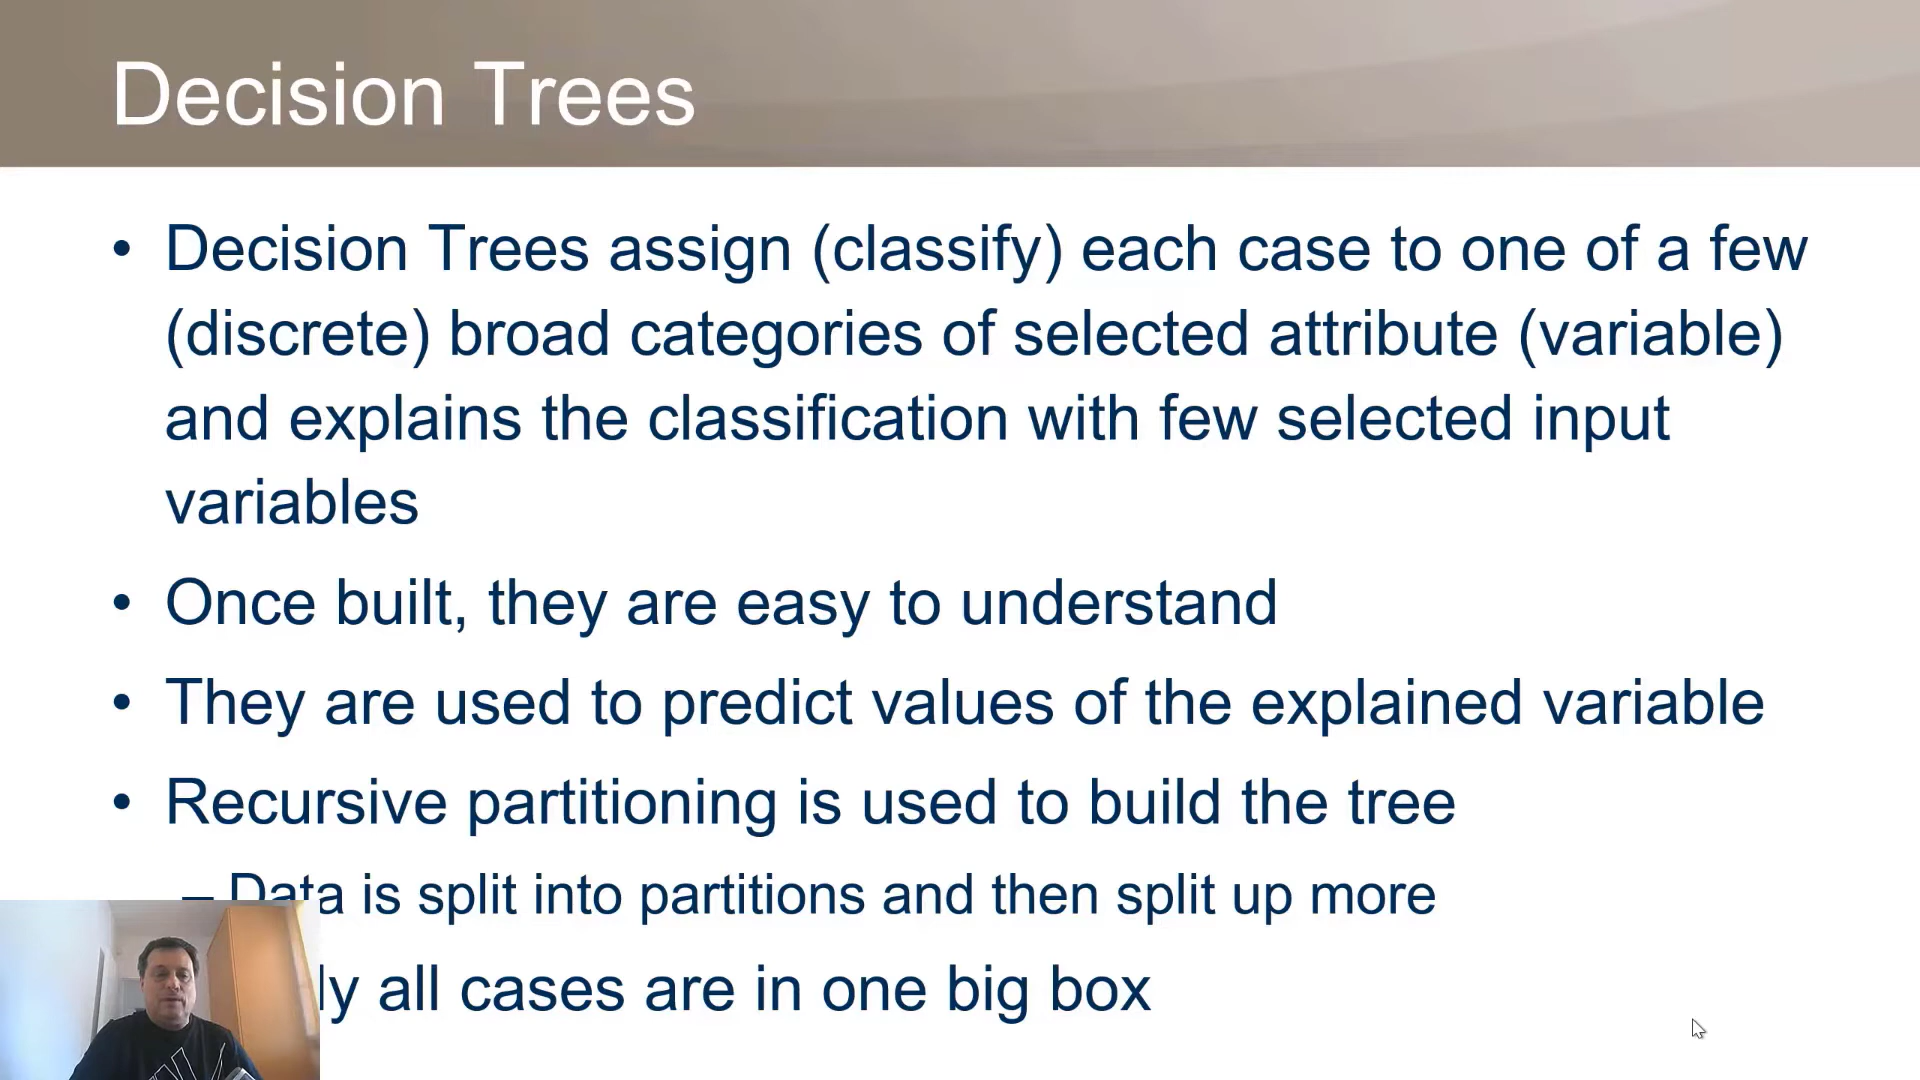 Decision Trees
• Decision Trees assign (classify) each case to one of a few
(discrete) broad categories of selected attribute (variable)
and explains the classification with few selected input
variables
• Once built, they are easy to understand
• They are used to predict values of the explained variable
• Recursive partitioning is used to build the tree
– Data is split into partitions and then split up more
all cases are in one big box